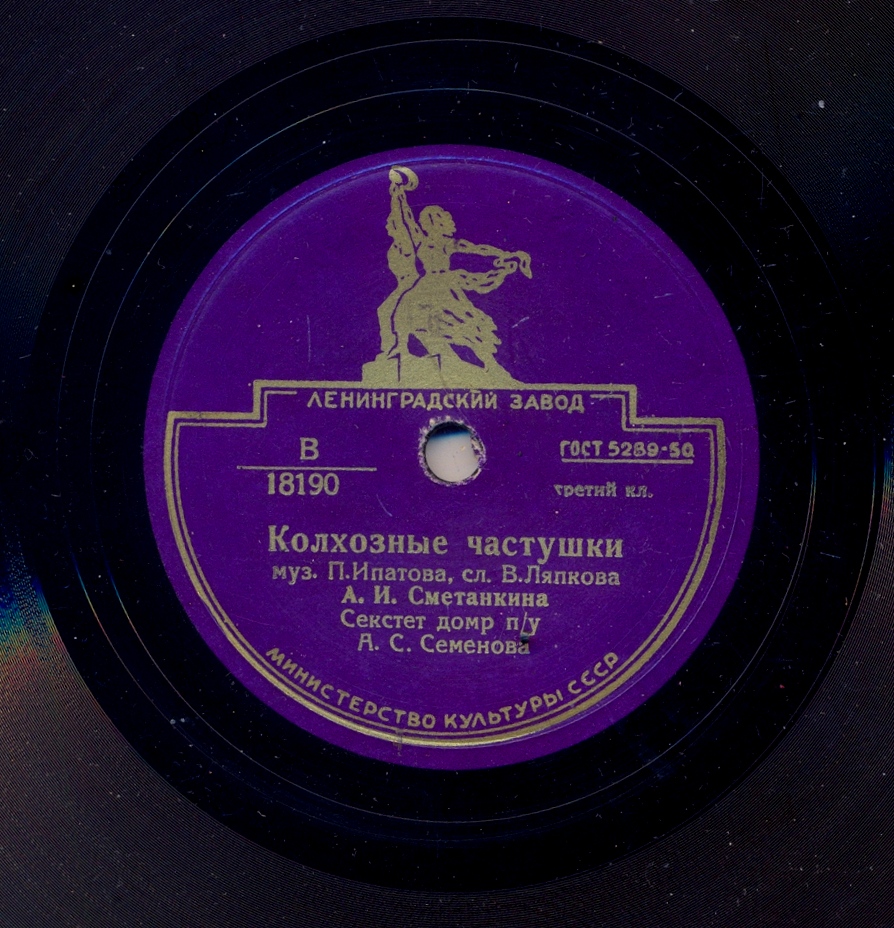 ЛЕНИНГРАДСКИЙ ЗАВОД
В
18190
ГОСТ 5289-50
третий кл.
Колхозные частушки
муз. П.Ипатова, сл. В.Ляпкова
А. И. Сметанкина
Секстет домр п/у
А. С. Семенова
МИНИСТЕРСТВО КУЛЬТУРЫ СССР